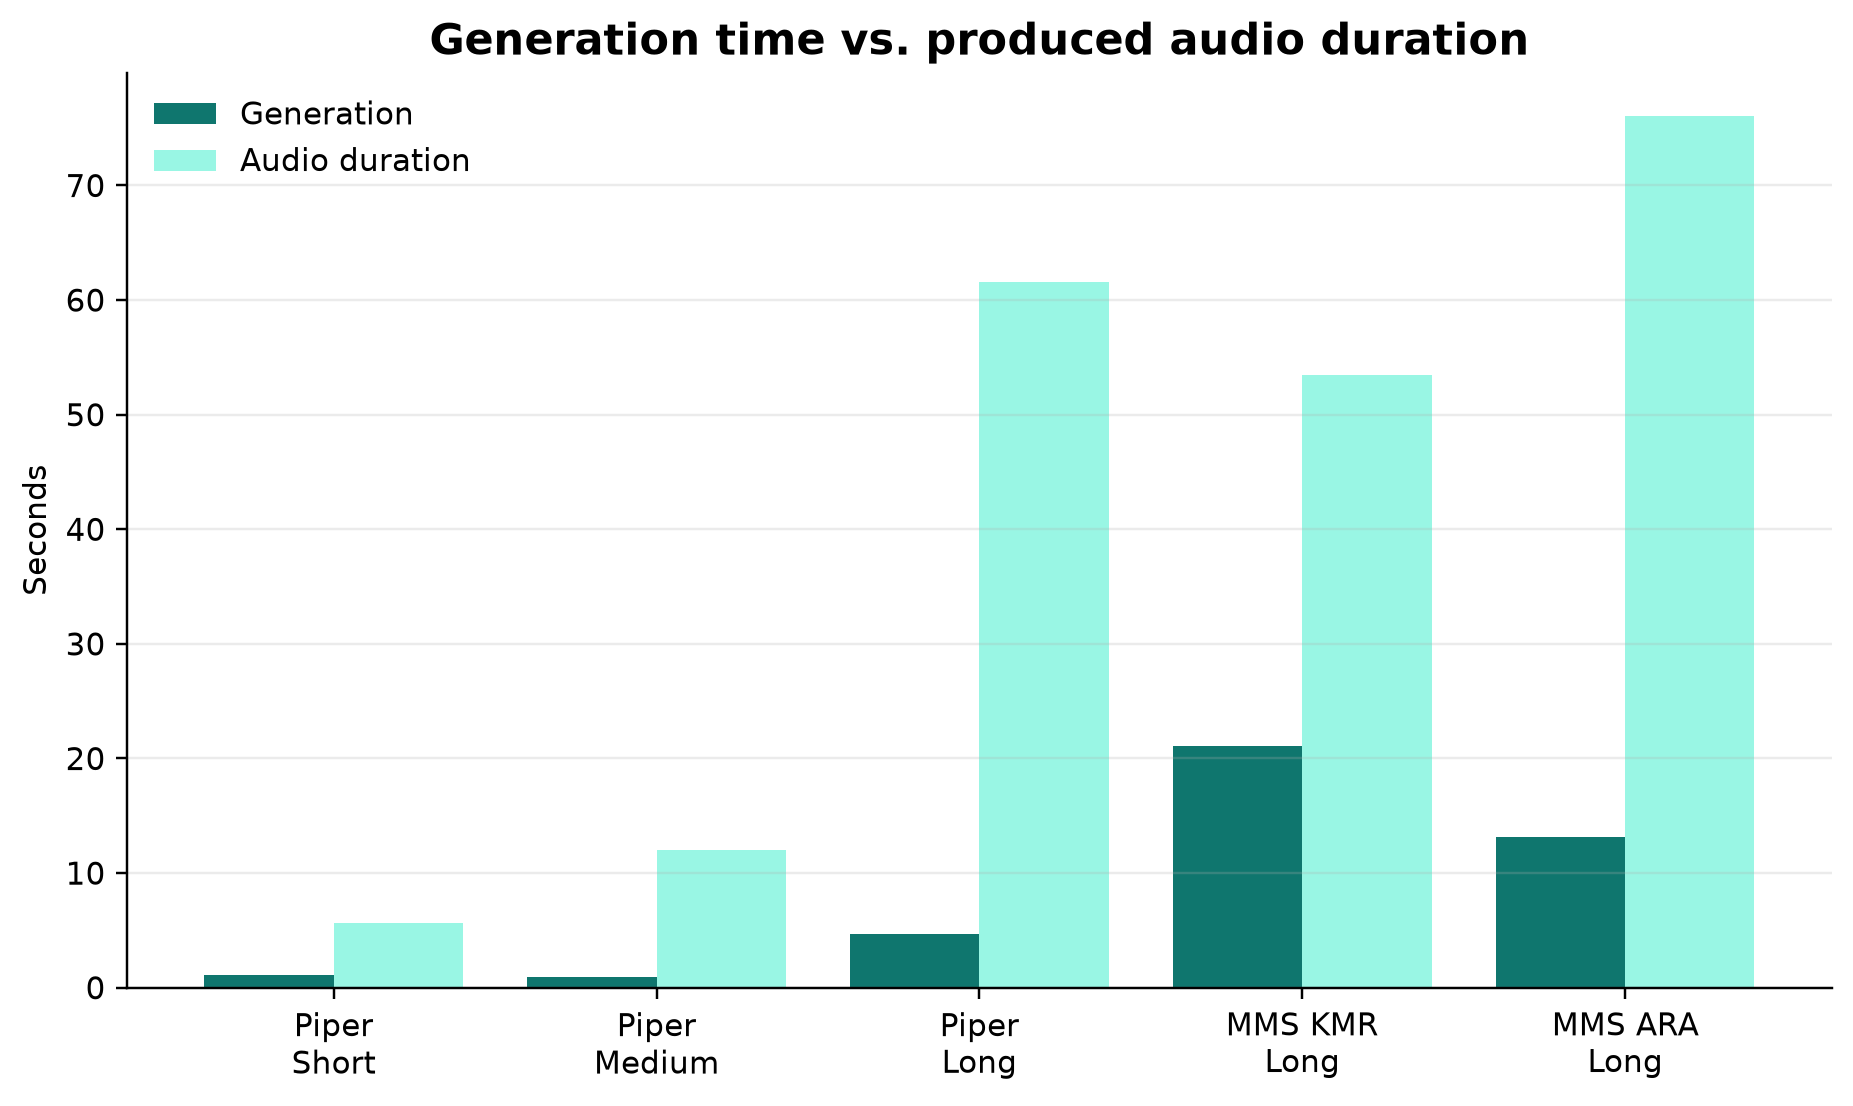 Generation time vs. produced audio duration
Generation
Audio duration
70
60
50
40
30
20
10
0
Seconds
Piper
Short
Piper
Medium
Piper
Long
MMS KMR
Long
MMS ARA
Long